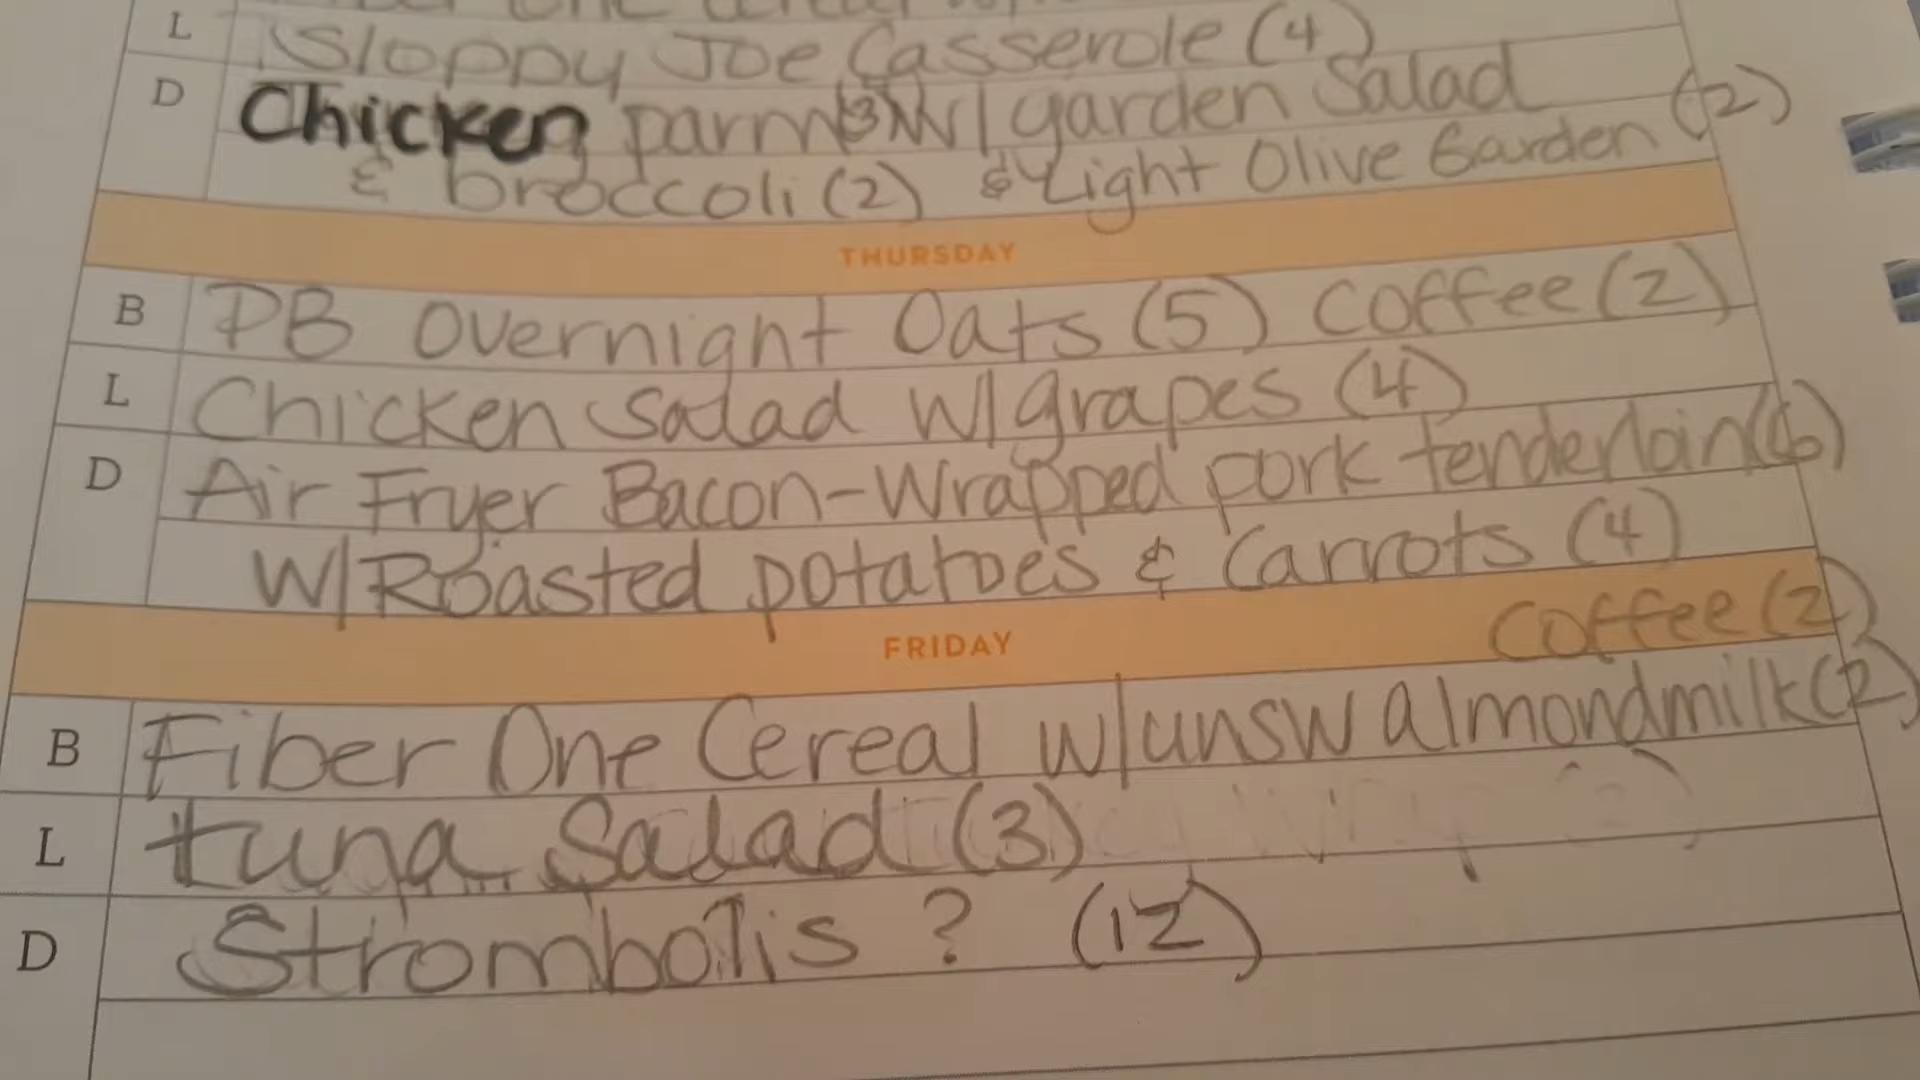 L Sloppy Joe Casserole (4)
D Chicken parm (3) W/ garden Salad
& broccoli (2) & Light Olive Garden (2)
THURSDAY
B PB Overnight Oats (5) Coffee (2)
L Chicken Salad W/ grapes (4)
D Air Fryer Bacon-Wrapped pork tenderloin (6)
W/ Roasted potatoes & Carrots (4)
FRIDAY
Coffee (2)
B Fiber One Cereal w/ unsw almondmilk (2)
L tuna Salad (3)
D Strombolis ? (12)